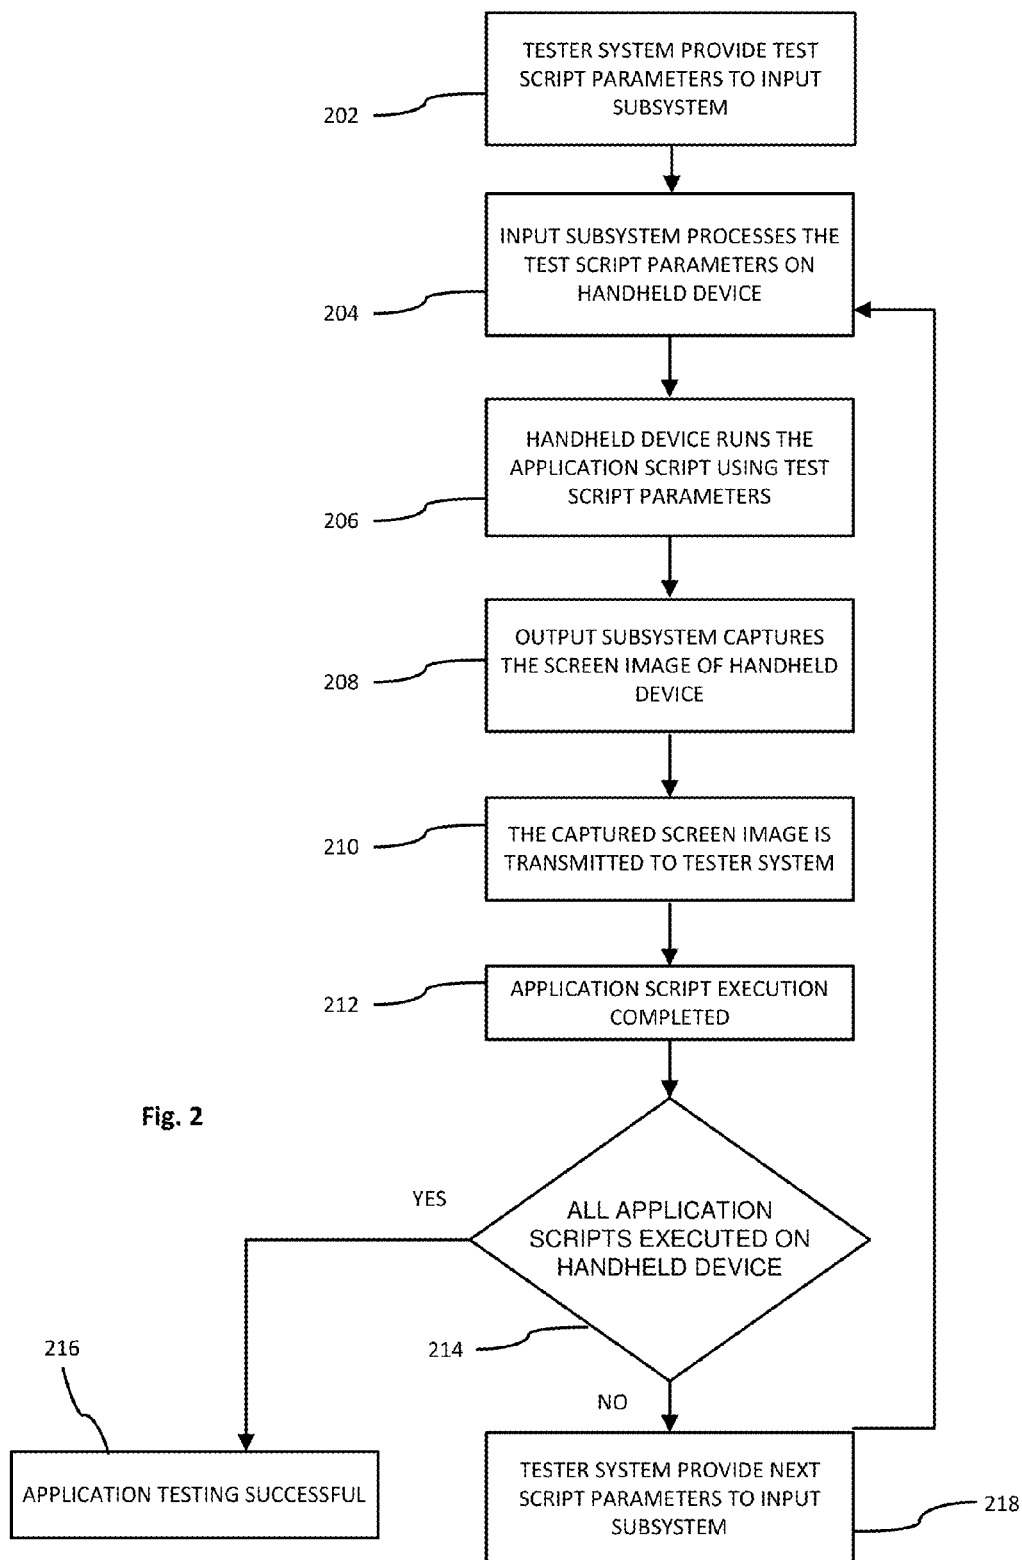 TESTER SYSTEM PROVIDE TEST
SCRIPT PARAMETERS TO INPUT
SUBSYSTEM
202
INPUT SUBSYSTEM PROCESSES THE
TEST SCRIPT PARAMETERS ON
HANDHELD DEVICE
204
HANDHELD DEVICE RUNS THE
APPLICATION SCRIPT USING TEST
SCRIPT PARAMETERS
206
OUTPUT SUBSYSTEM CAPTURES
THE SCREEN IMAGE OF HANDHELD
DEVICE
208
THE CAPTURED SCREEN IMAGE IS
TRANSMITTED TO TESTER SYSTEM
210
APPLICATION SCRIPT EXECUTION
COMPLETED
212
Fig. 2
YES
ALL APPLICATION
SCRIPTS EXECUTED ON
HANDHELD DEVICE
214
216
NO
APPLICATION TESTING SUCCESSFUL
TESTER SYSTEM PROVIDE NEXT
SCRIPT PARAMETERS TO INPUT
SUBSYSTEM
218